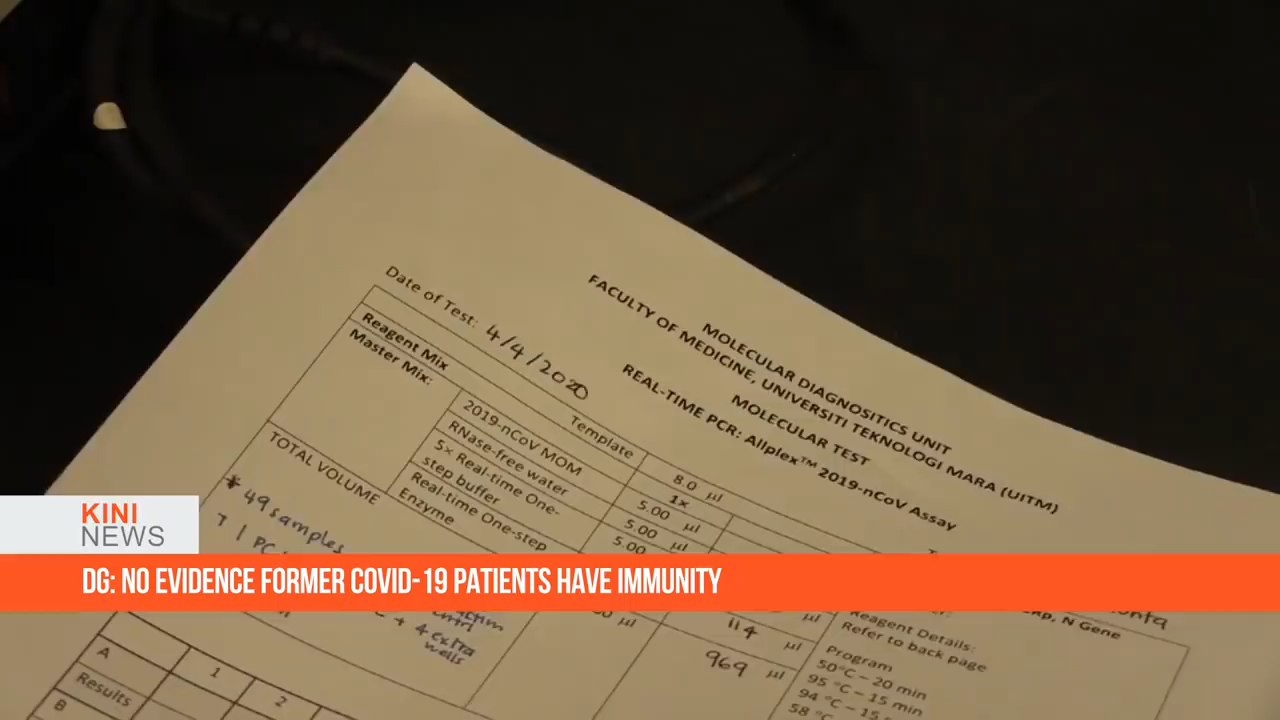 MOLECULAR DIAGNOSITICS UNIT
FACULTY OF MEDICINE, UNIVERSITI TEKNOLOGI MARA (UITM)
MOLECULAR TEST
REAL-TIME PCR: Allplex™ 2019-nCoV Assay
Date of Test: 4/4/2020
Reagent Mix
Master Mix:
Template
8.0 µl
1x
2019-nCoV MOM
5.00 µl
RNase-free water
5.00 µl
5× Real-time One-
step buffer
5.00
Real-time One-step
Enzyme
TOTAL VOLUME
* 49 samples
+ 4 extra
wells
114 µl
969 µl
N Gene
Reagent Details:
Refer to back page
Program
50°C – 20 min
95 °C – 15 min
94 °C – 15
58 °C
1
2
A
Results
B
KINI
NEWS
DG: NO EVIDENCE FORMER COVID-19 PATIENTS HAVE IMMUNITY